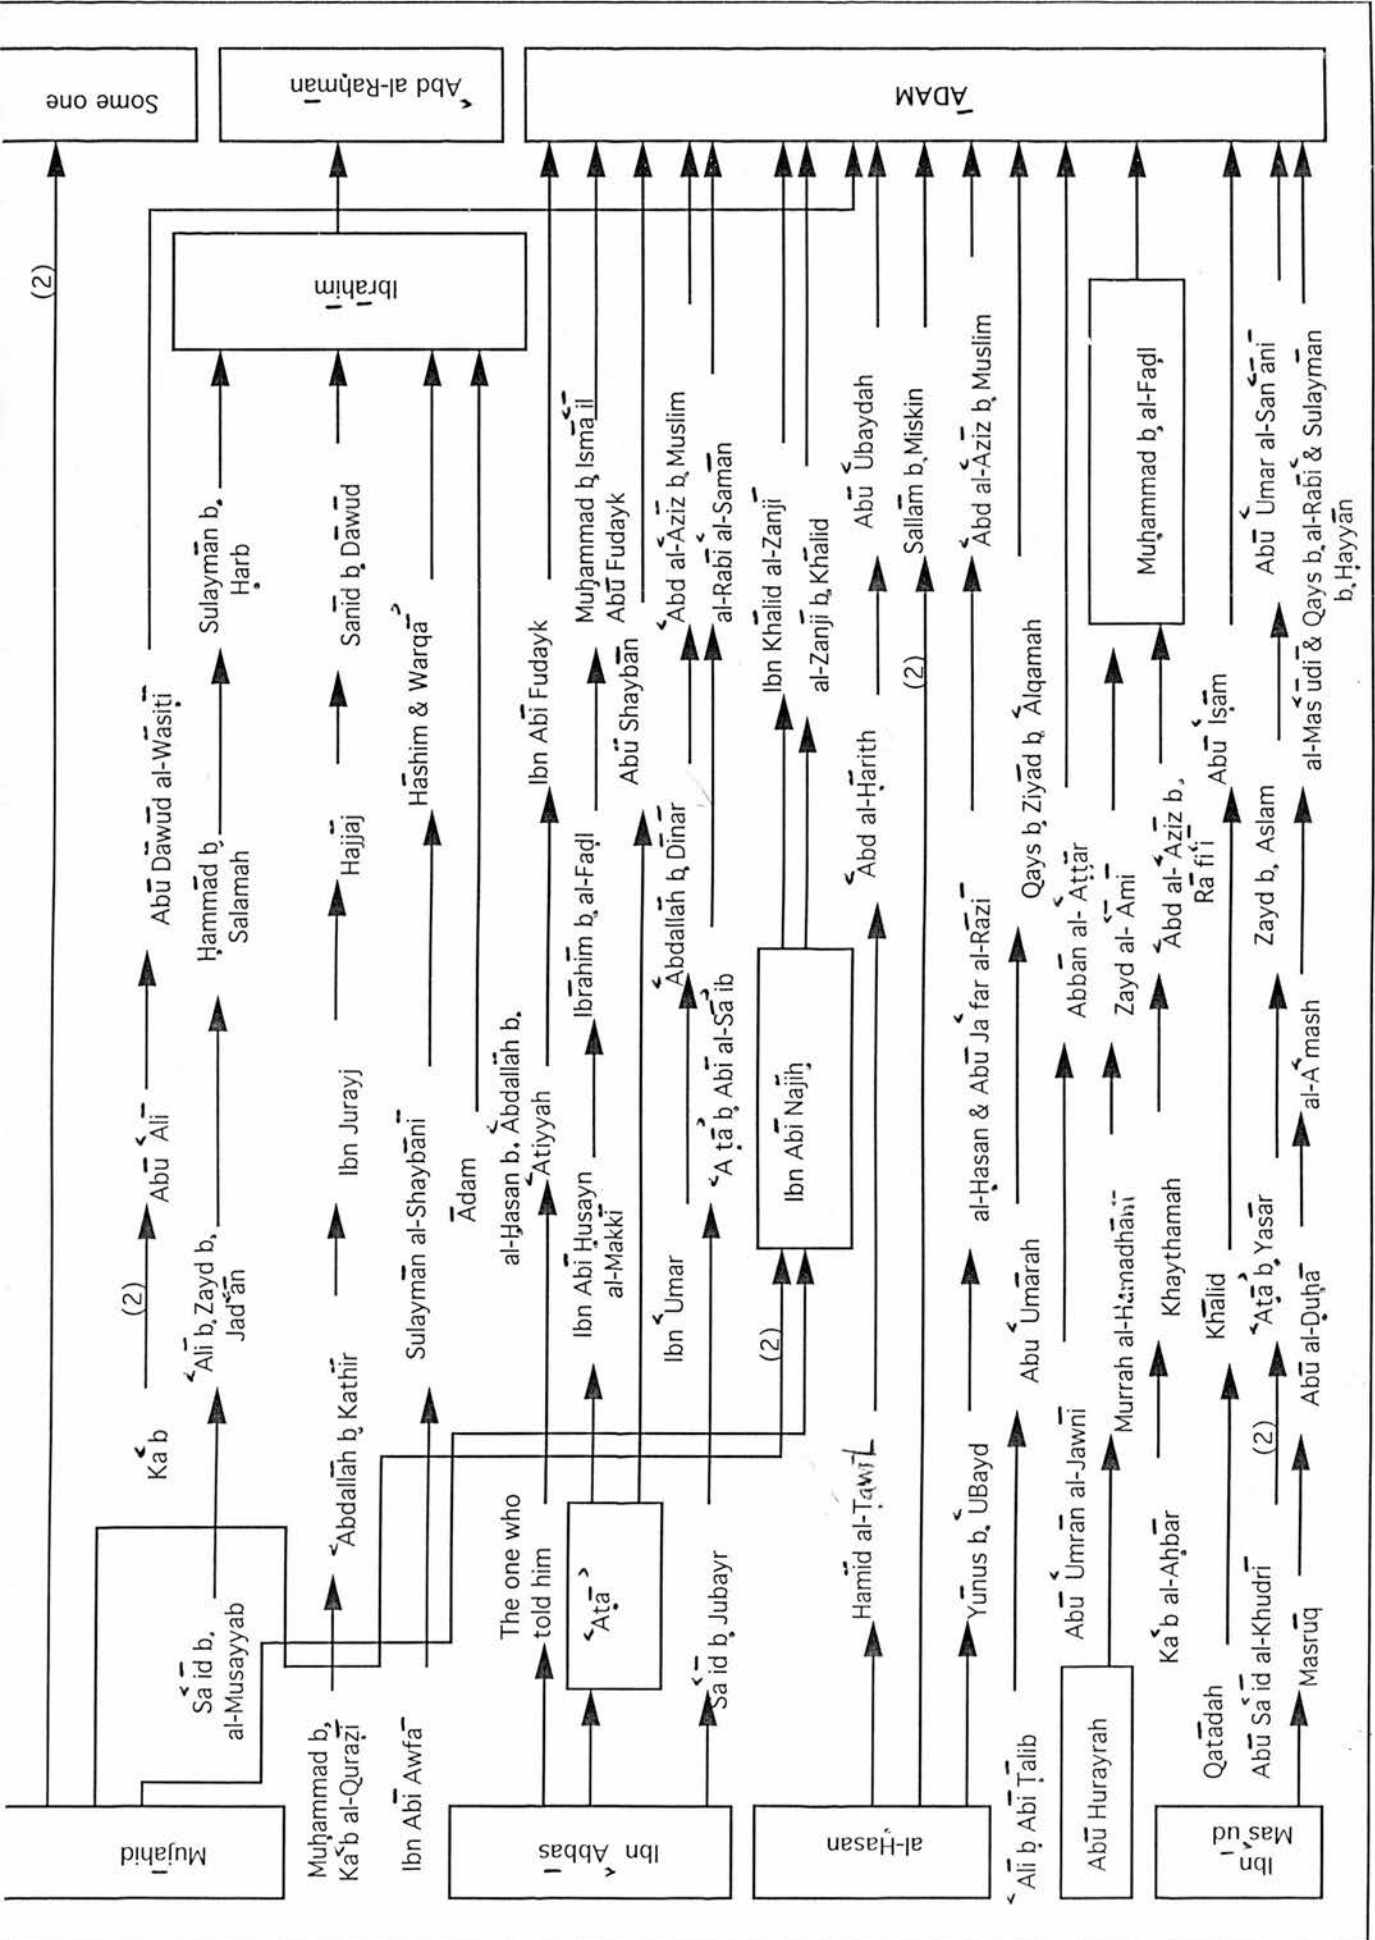 Some one
ʿAbd al-Raḥmān
ĀDAM
(2)
Ibrāhīm
Kaʿb
(2)
Abū ʿAlī
Abū Dāwūd al-Wāsiṭī
Saʿīd b.
al-Musayyab
ʿAlī b. Zayd b.
Jadʿān
Ḥammād b.
Salamah
Sulaymān b.
Ḥarb
Muḥammad b.
Kaʿb al-Quraẓī
ʿAbdallāh b. Kathīr
Ibn Jurayj
Hajjāj
Sanīd b. Dāwūd
Ibn Abī Awfā
Sulaymān al-Shaybānī
Hāshim & Warqāʾ
Ādam
Mujāhid
The one who
told him
al-Ḥasan b. ʿAbdallāh b.
ʿAtiyyah
Ibn Abī Fudayk
Ibn ʿAbbās
ʿAṭāʾ
Ibn Abī Ḥusayn
al-Makkī
Ibrāhīm b. al-Faḍl
Muḥammad b. Ismāʿīl
Abū Fudayk
Abū Shaybān
Ibn ʿUmar
ʿAbdallāh b. Dīnār
ʿAbd al-ʿAzīz b. Muslim
Saʿīd b. Jubayr
ʿAṭāʾ b. Abī al-Sāʾib
al-Rabīʿ al-Samān
(2)
Ibn Abī Najīḥ
Ibn Khālid al-Zanjī
al-Zanjī b. Khālid
al-Ḥasan
Hamīd al-Ṭawīl
ʿAbd al-Ḥārith
Abū ʿUbaydah
(2)
Sallām b. Miskin
Yūnus b. ʿUBayd
al-Ḥasan & Abū Jaʿfar al-Rāzī
ʿAbd al-ʿAzīz b. Muslim
ʿAlī b. Abī Ṭālib
Abū ʿUmārah
Qays b. Ziyād b. ʿAlqamah
Abū ʿUmrān al-Jawnī
Abbān al-ʿAṭṭār
Abū Hurayrah
Murrah al-Hamadhānī
Zayd al-ʿAmī
Muḥammad b. al-Faḍl
Kaʿb al-Aḥbār
Khaythamah
ʿAbd al-ʿAzīz b.
Rāfiʿī
Qatādah
Khālid
Abū ʿIṣām
Abū Saʿīd al-Khudrī
(2)
ʿAṭāʾ b. Yasār
Zayd b. Aslam
Abū ʿUmar al-Sanʿānī
Ibn
Masʿūd
Masrūq
Abū al-Ḍuḥā
al-Aʿmash
al-Masʿūdī & Qays b. al-Rabīʿ & Sulaymān
b. Ḥayyān